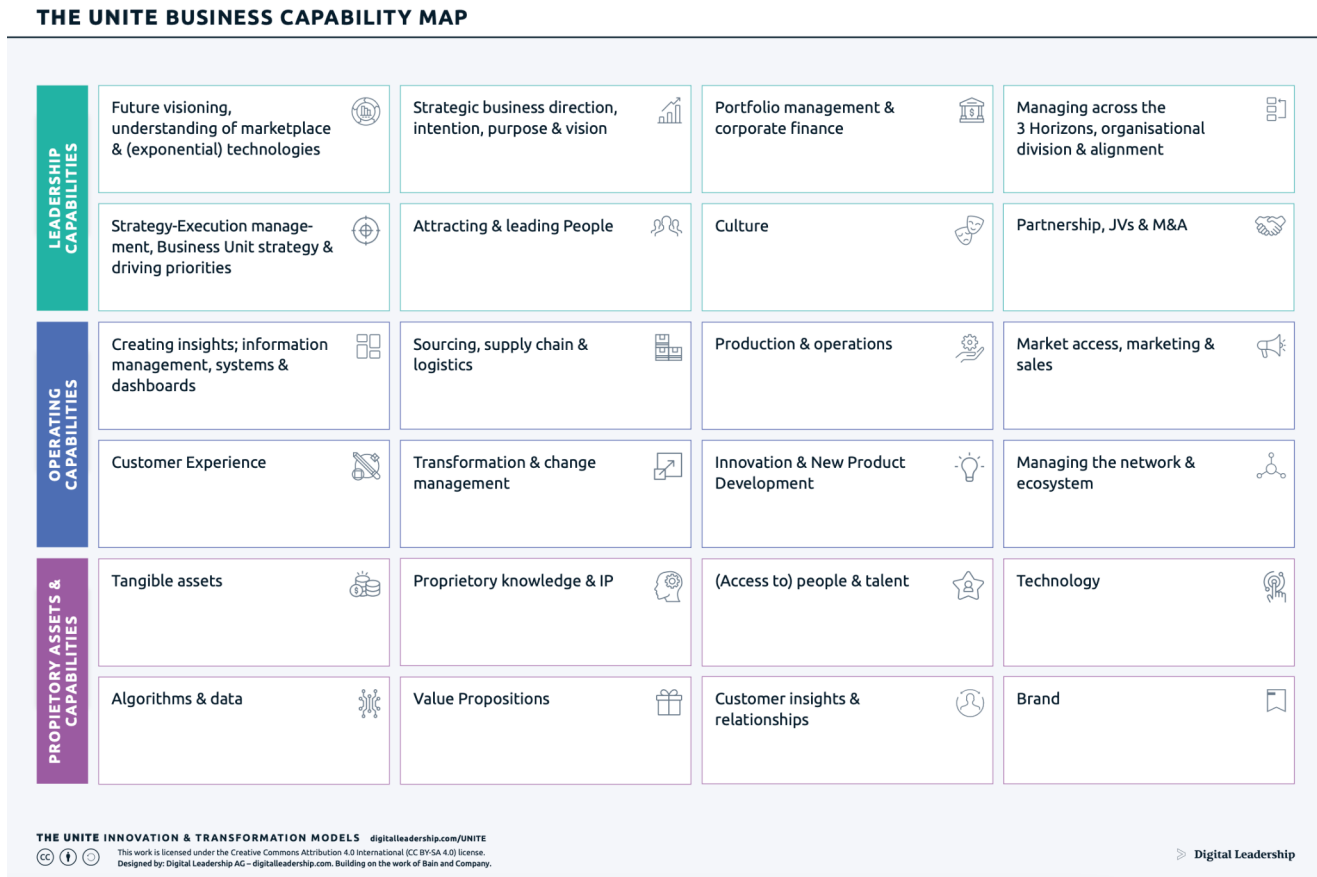 THE UNITE BUSINESS CAPABILITY MAP
LEADERSHIP
CAPABILITIES
Future visioning,
understanding of marketplace
& (exponential) technologies
Strategic business direction,
intention, purpose & vision
Portfolio management &
corporate finance
Managing across the
3 Horizons, organisational
division & alignment
Strategy-Execution manage-
ment, Business Unit strategy &
driving priorities
Attracting & leading People
Culture
Partnership, JVs & M&A
OPERATING
CAPABILITIES
Creating insights; information
management, systems &
dashboards
Sourcing, supply chain &
logistics
Production & operations
Market access, marketing &
sales
Customer Experience
Transformation & change
management
Innovation & New Product
Development
Managing the network &
ecosystem
PROPIETORY ASSETS &
CAPABILITIES
Tangible assets
Proprietory knowledge & IP
(Access to) people & talent
Technology
Algorithms & data
Value Propositions
Customer insights &
relationships
Brand
THE UNITE INNOVATION & TRANSFORMATION MODELS digitalleadership.com/UNITE
cc
This work is licensed under the Creative Commons Attribution 4.0 International (CC BY-SA 4.0) license.
Designed by: Digital Leadership AG – digitalleadership.com. Building on the work of Bain and Company.
Digital Leadership